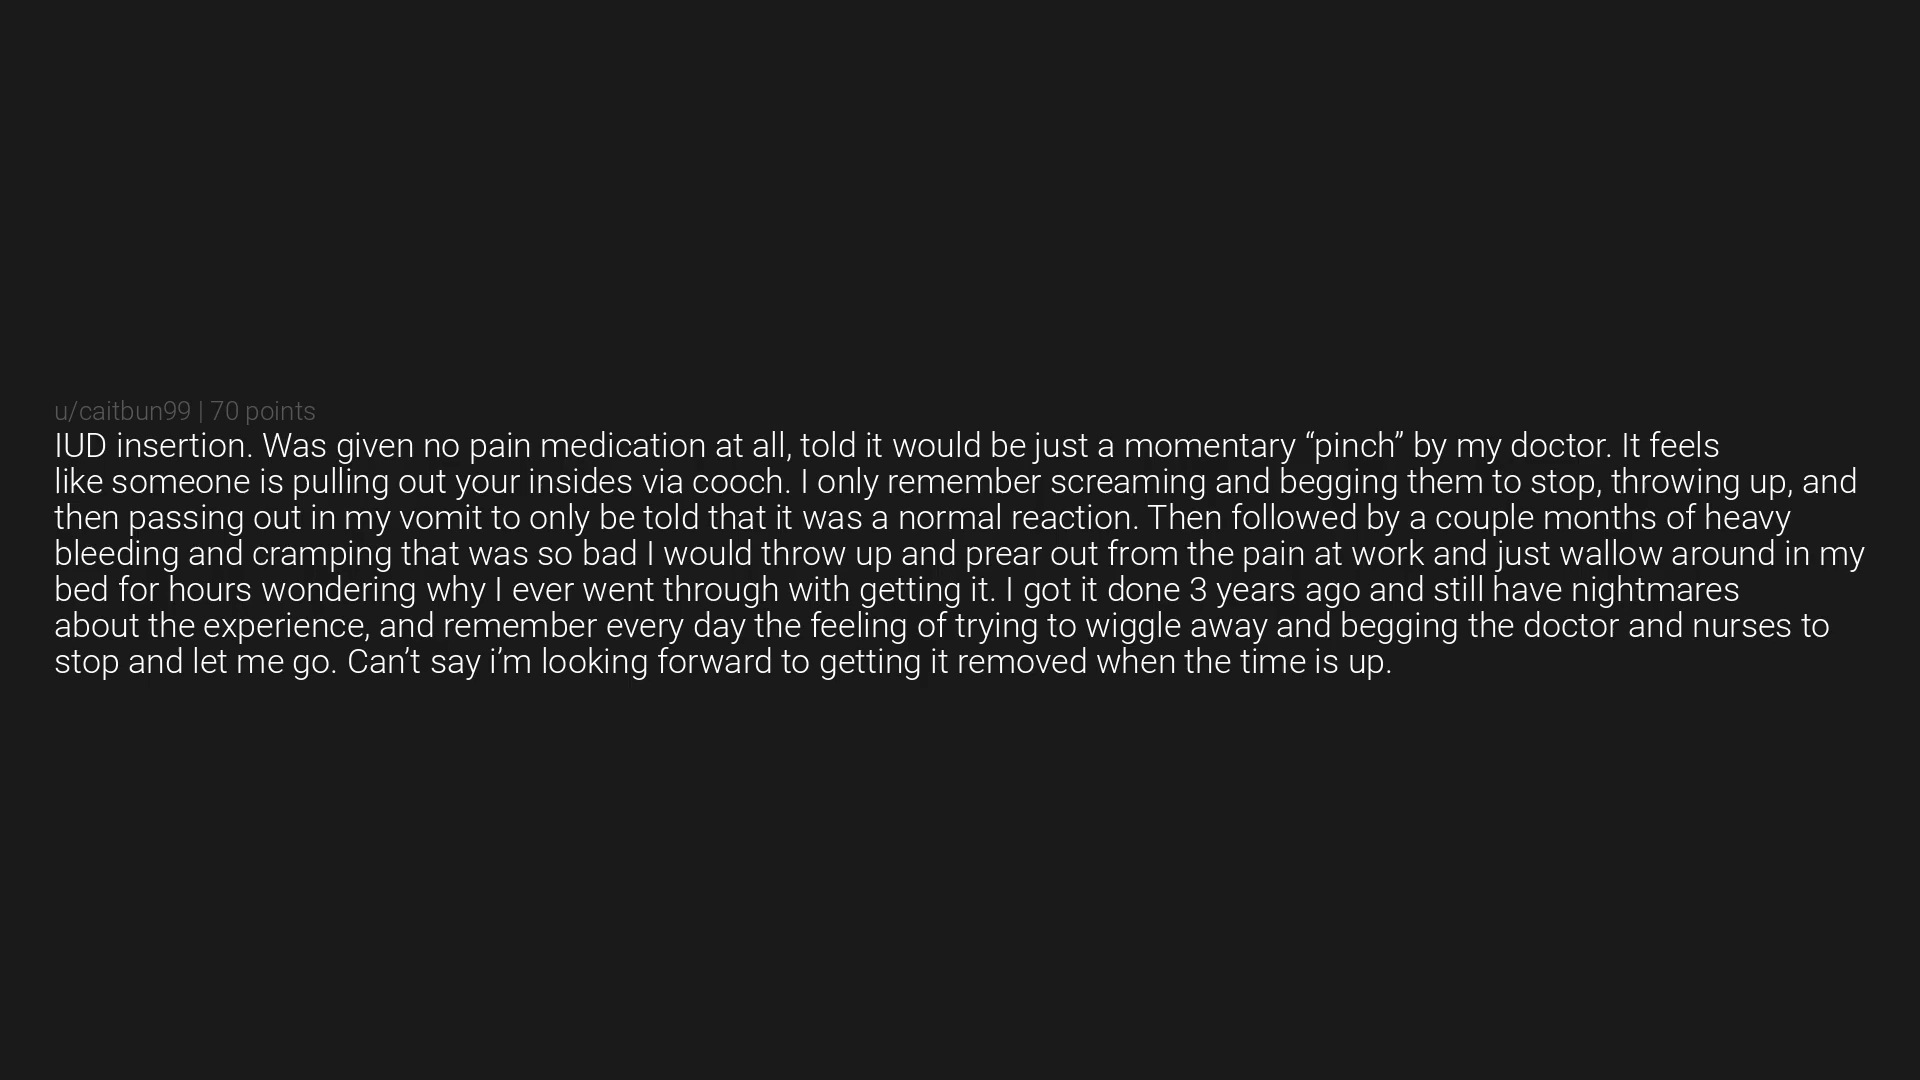 u/caitbun99 | 70 points
IUD insertion. Was given no pain medication at all, told it would be just a momentary “pinch” by my doctor. It feels
like someone is pulling out your insides via cooch. I only remember screaming and begging them to stop, throwing up, and
then passing out in my vomit to only be told that it was a normal reaction. Then followed by a couple months of heavy
bleeding and cramping that was so bad I would throw up and prear out from the pain at work and just wallow around in my
bed for hours wondering why I ever went through with getting it. I got it done 3 years ago and still have nightmares
about the experience, and remember every day the feeling of trying to wiggle away and begging the doctor and nurses to
stop and let me go. Can’t say i’m looking forward to getting it removed when the time is up.